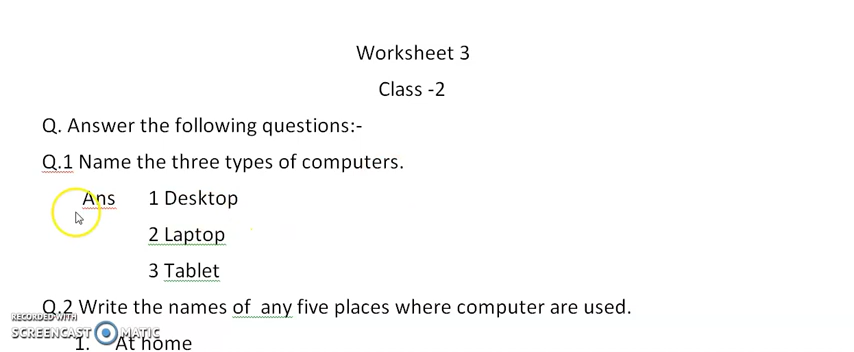 Worksheet 3
Class -2
Q. Answer the following questions:-
Q.1 Name the three types of computers.
Ans 1 Desktop
2 Laptop
3 Tablet
Q.2 Write the names of any five places where computer are used.
RECORDED WITH
SCREENCAST MATIC
1. At home